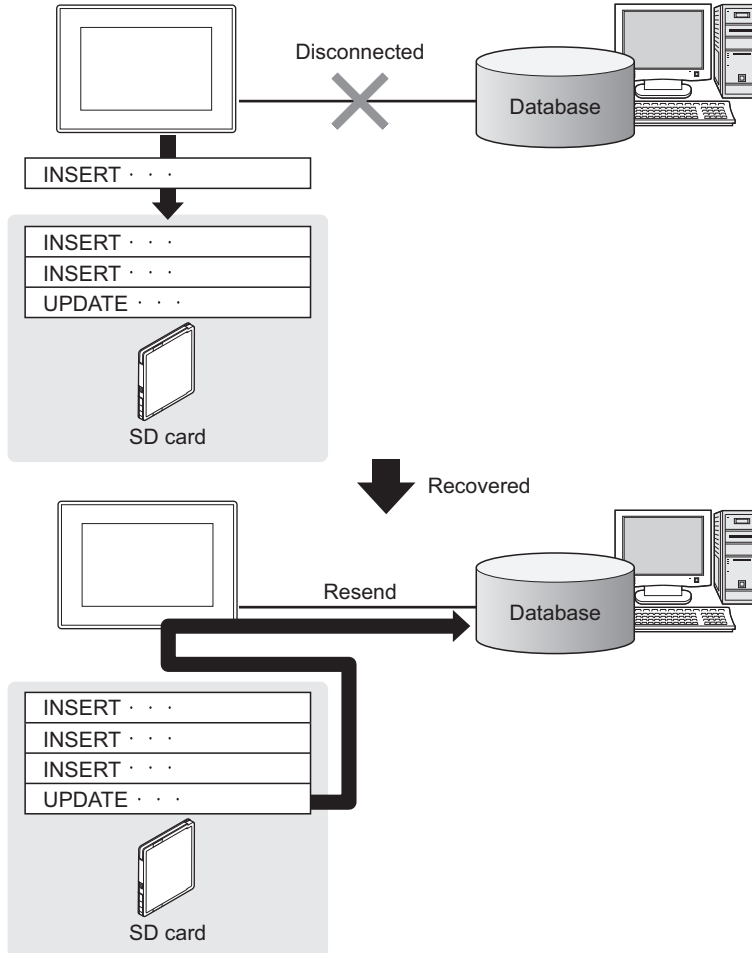 Disconnected
Database
INSERT · · ·
INSERT · · ·
INSERT · · ·
UPDATE · · ·
SD card
Recovered
Resend
Database
INSERT · · ·
INSERT · · ·
INSERT · · ·
UPDATE · · ·
SD card